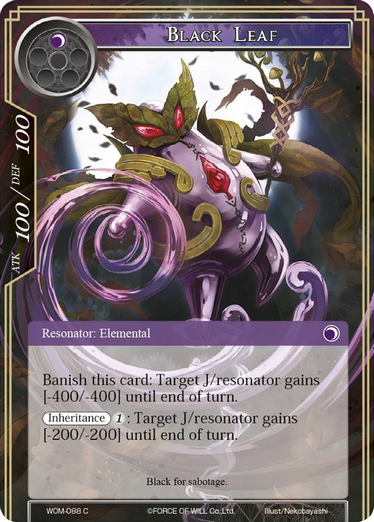 Black Leaf
ATK 100 / DEF 100
Resonator: Elemental
Banish this card: Target J/resonator gains
[-400/-400] until end of turn.
Inheritance 1 : Target J/resonator gains
[-200/-200] until end of turn.
Black for sabotage.
WOM-088 C ©FORCE OF WILL Co.,Ltd. Illust/Nekobayashi